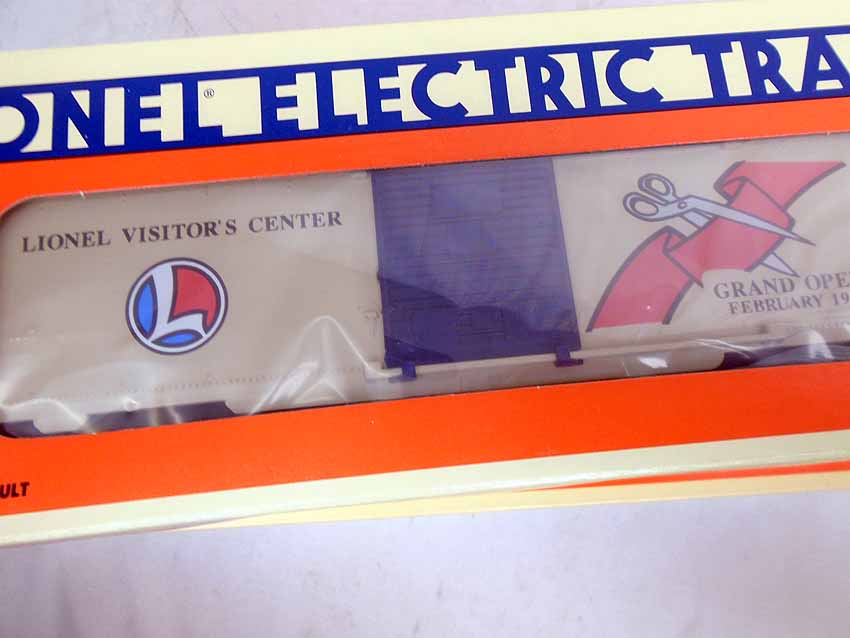 ONEL® ELECTRIC TRA
LIONEL VISITOR'S CENTER
L
GRAND OPE
FEBRUARY 19
ULT